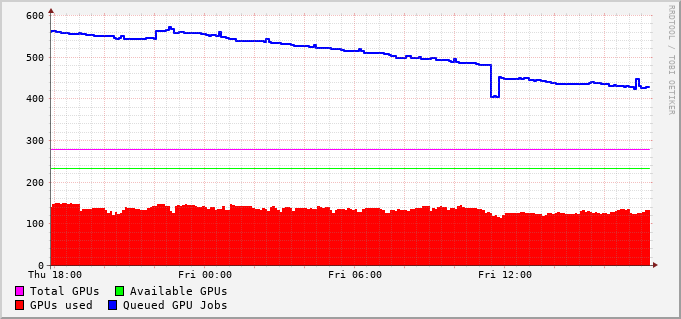 600
500
400
300
200
100
0
Thu 18:00 Fri 00:00 Fri 06:00 Fri 12:00
Total GPUs Available GPUs
GPUs used Queued GPU Jobs
RRDTOOL / TOBI OETIKER